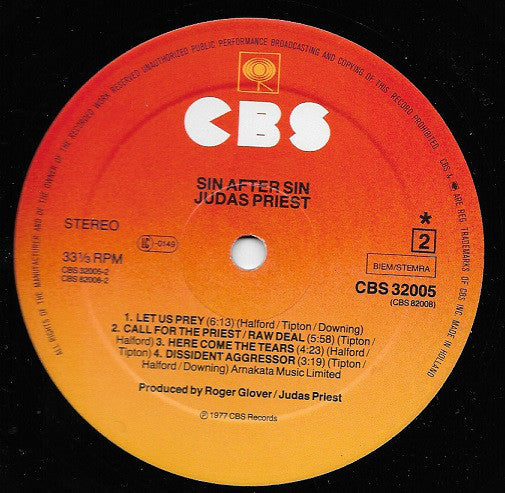 ALL RIGHTS OF THE MANUFACTURER AND OF THE OWNER OF THE RECORDED WORK RESERVED UNAUTHORIZED PUBLIC PERFORMANCE BROADCASTING AND COPYING OF THIS RECORD PROHIBITED. CBS & ARE REG. TRADEMARKS OF CBS INC. MADE IN HOLLAND
CBS
SIN AFTER SIN
JUDAS PRIEST
STEREO
-0149
*
2
33⅓ RPM
BIEM/STEMRA
CBS 32005-2
CBS 82008-2
CBS 32005
(CBS 82008)
1. LET US PREY (6:13) (Halford/Tipton/Downing)
2. CALL FOR THE PRIEST/RAW DEAL (5:58) (Tipton/
Halford) 3. HERE COME THE TEARS (4:23) (Halford/
Tipton) 4. DISSIDENT AGGRESSOR (3:19) (Tipton/
Halford/Downing) Arnakata Music Limited
Produced by Roger Glover/Judas Priest
℗ 1977 CBS Records